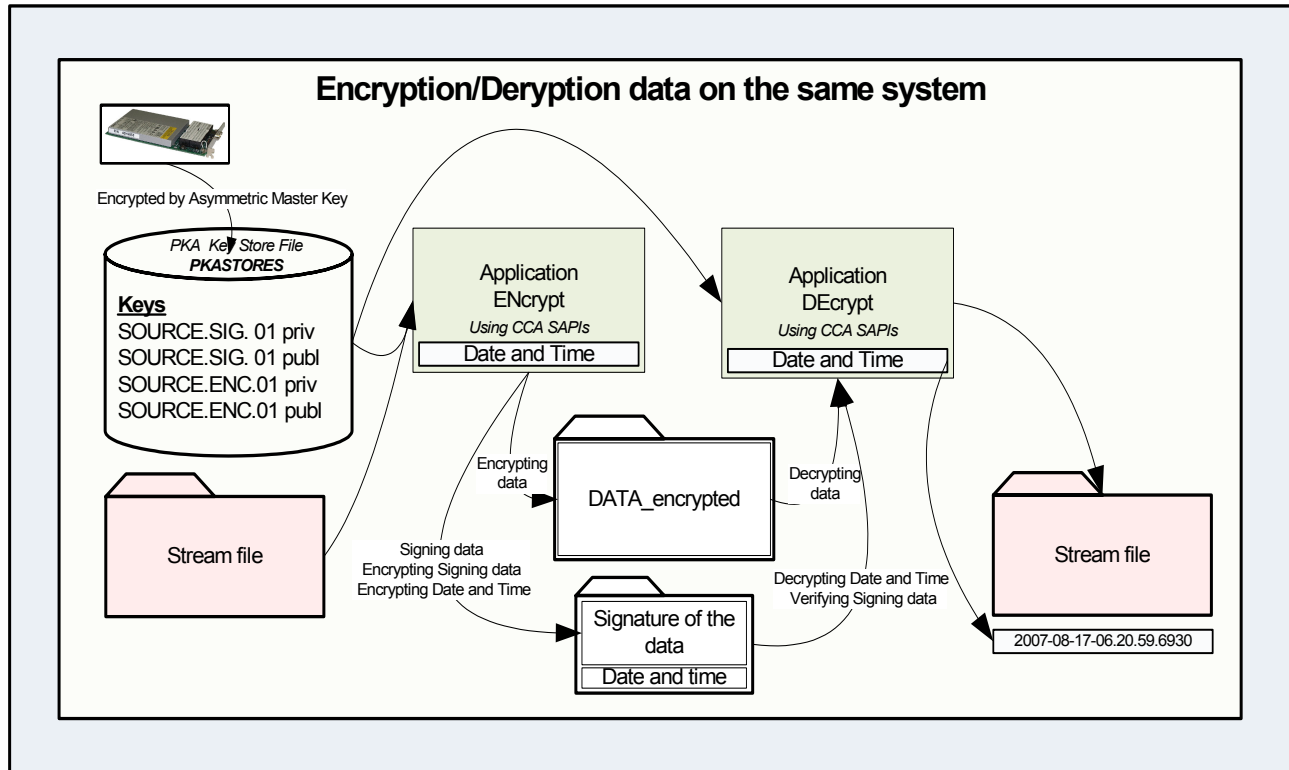 Encryption/Deryption data on the same system
Encrypted by Asymmetric Master Key
PKA Key Store File
PKASTORES
Keys
SOURCE.SIG. 01 priv
SOURCE.SIG. 01 publ
SOURCE.ENC.01 priv
SOURCE.ENC.01 publ
Application
ENcrypt
Using CCA SAPIs
Date and Time
Application
DEcrypt
Using CCA SAPIs
Date and Time
Encrypting
data
DATA_encrypted
Decrypting
data
Stream file
Signing data
Encrypting Signing data
Encrypting Date and Time
Signature of the
data
Date and time
Decrypting Date and Time
Verifying Signing data
Stream file
2007-08-17-06.20.59.6930